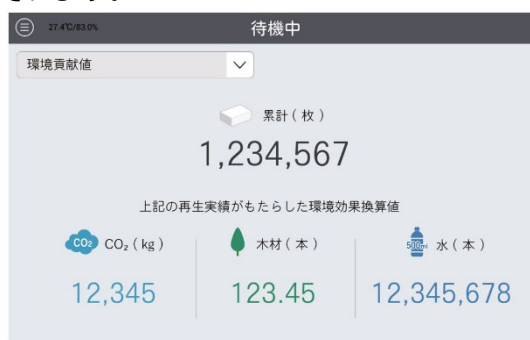 27.4℃/83.0%
待機中
環境貢献値
累計(枚)
1,234,567
上記の再生実績がもたらした環境効果換算値
CO2
CO₂(kg)
木材(本)
500ml
水(本)
12,345
123.45
12,345,678